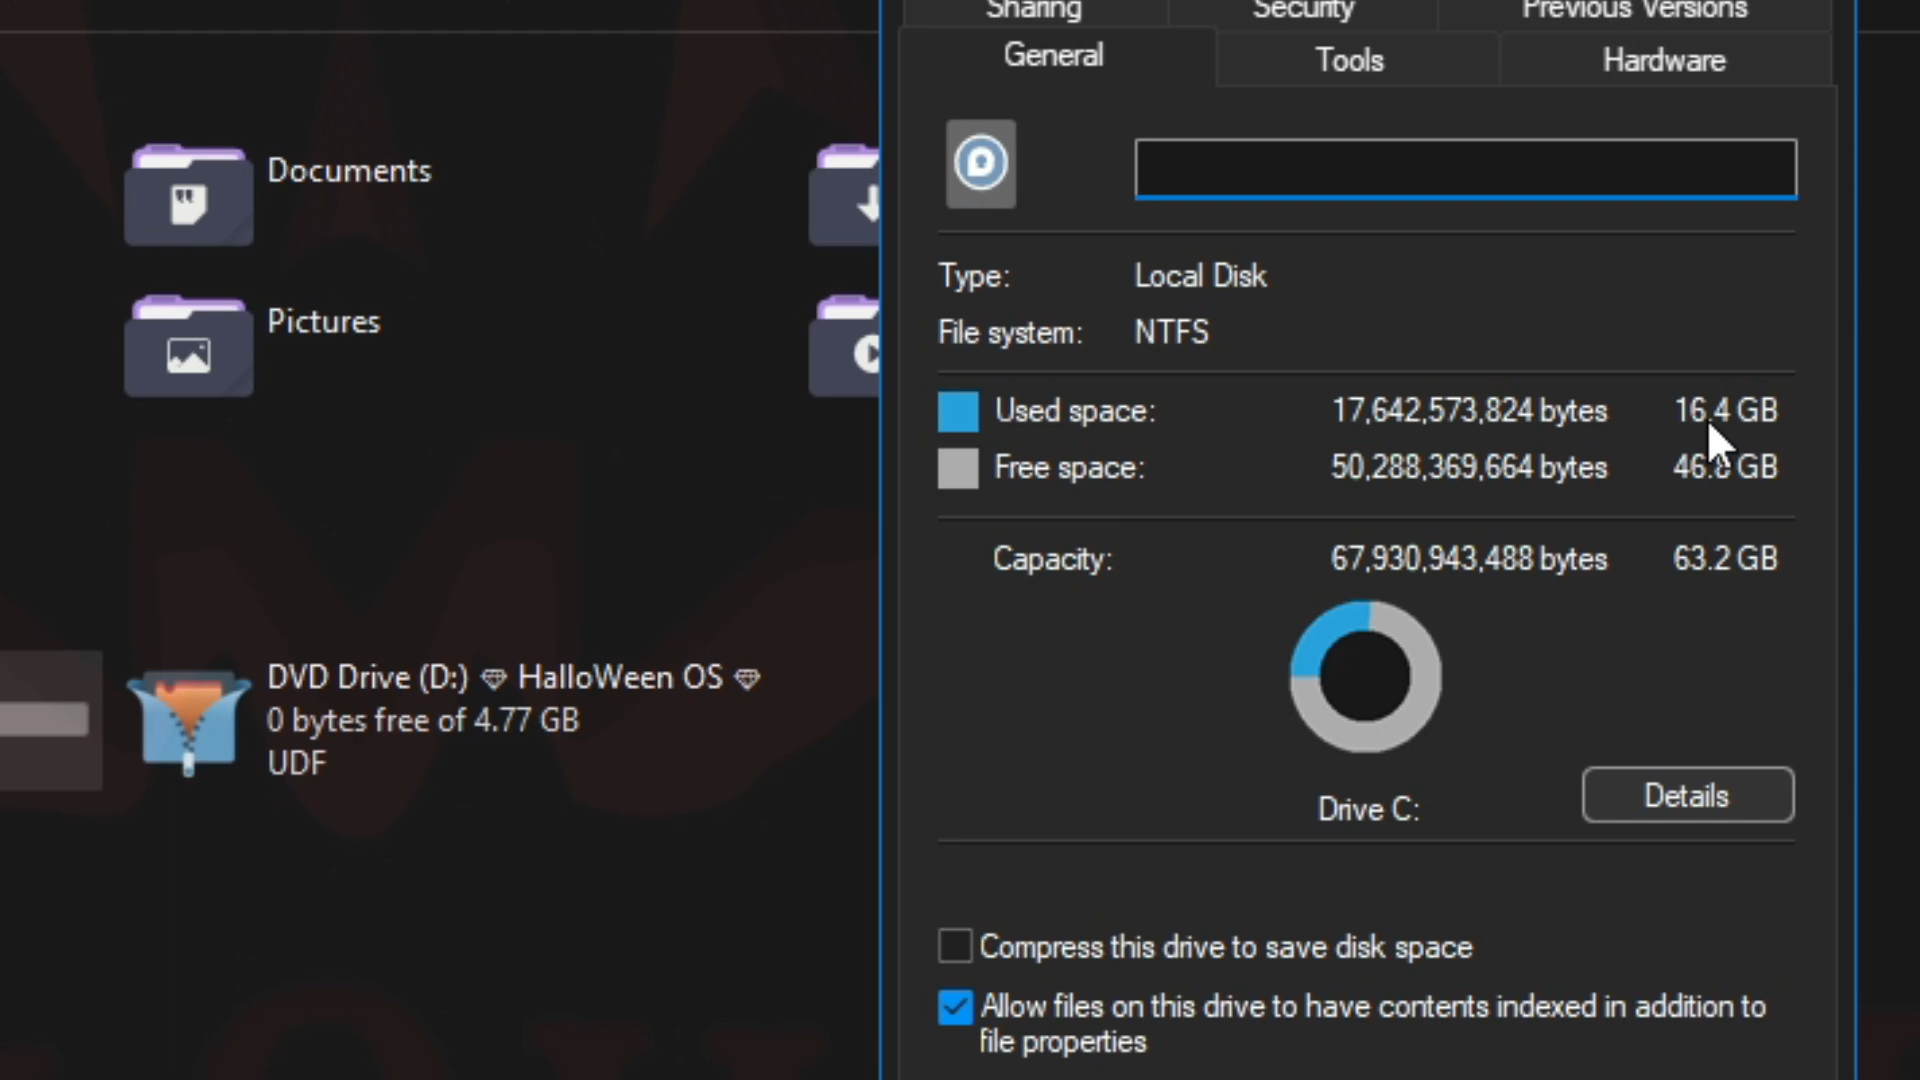 Sharing Security Previous Versions
General Tools Hardware
Documents
Pictures
Type: Local Disk
File system: NTFS
Used space: 17,642,573,824 bytes 16.4 GB
Free space: 50,288,369,664 bytes 46.8 GB
Capacity: 67,930,943,488 bytes 63.2 GB
DVD Drive (D:) 💎 HalloWeen OS 💎
0 bytes free of 4.77 GB
UDF
Drive C:
Details
Compress this drive to save disk space
Allow files on this drive to have contents indexed in addition to
file properties